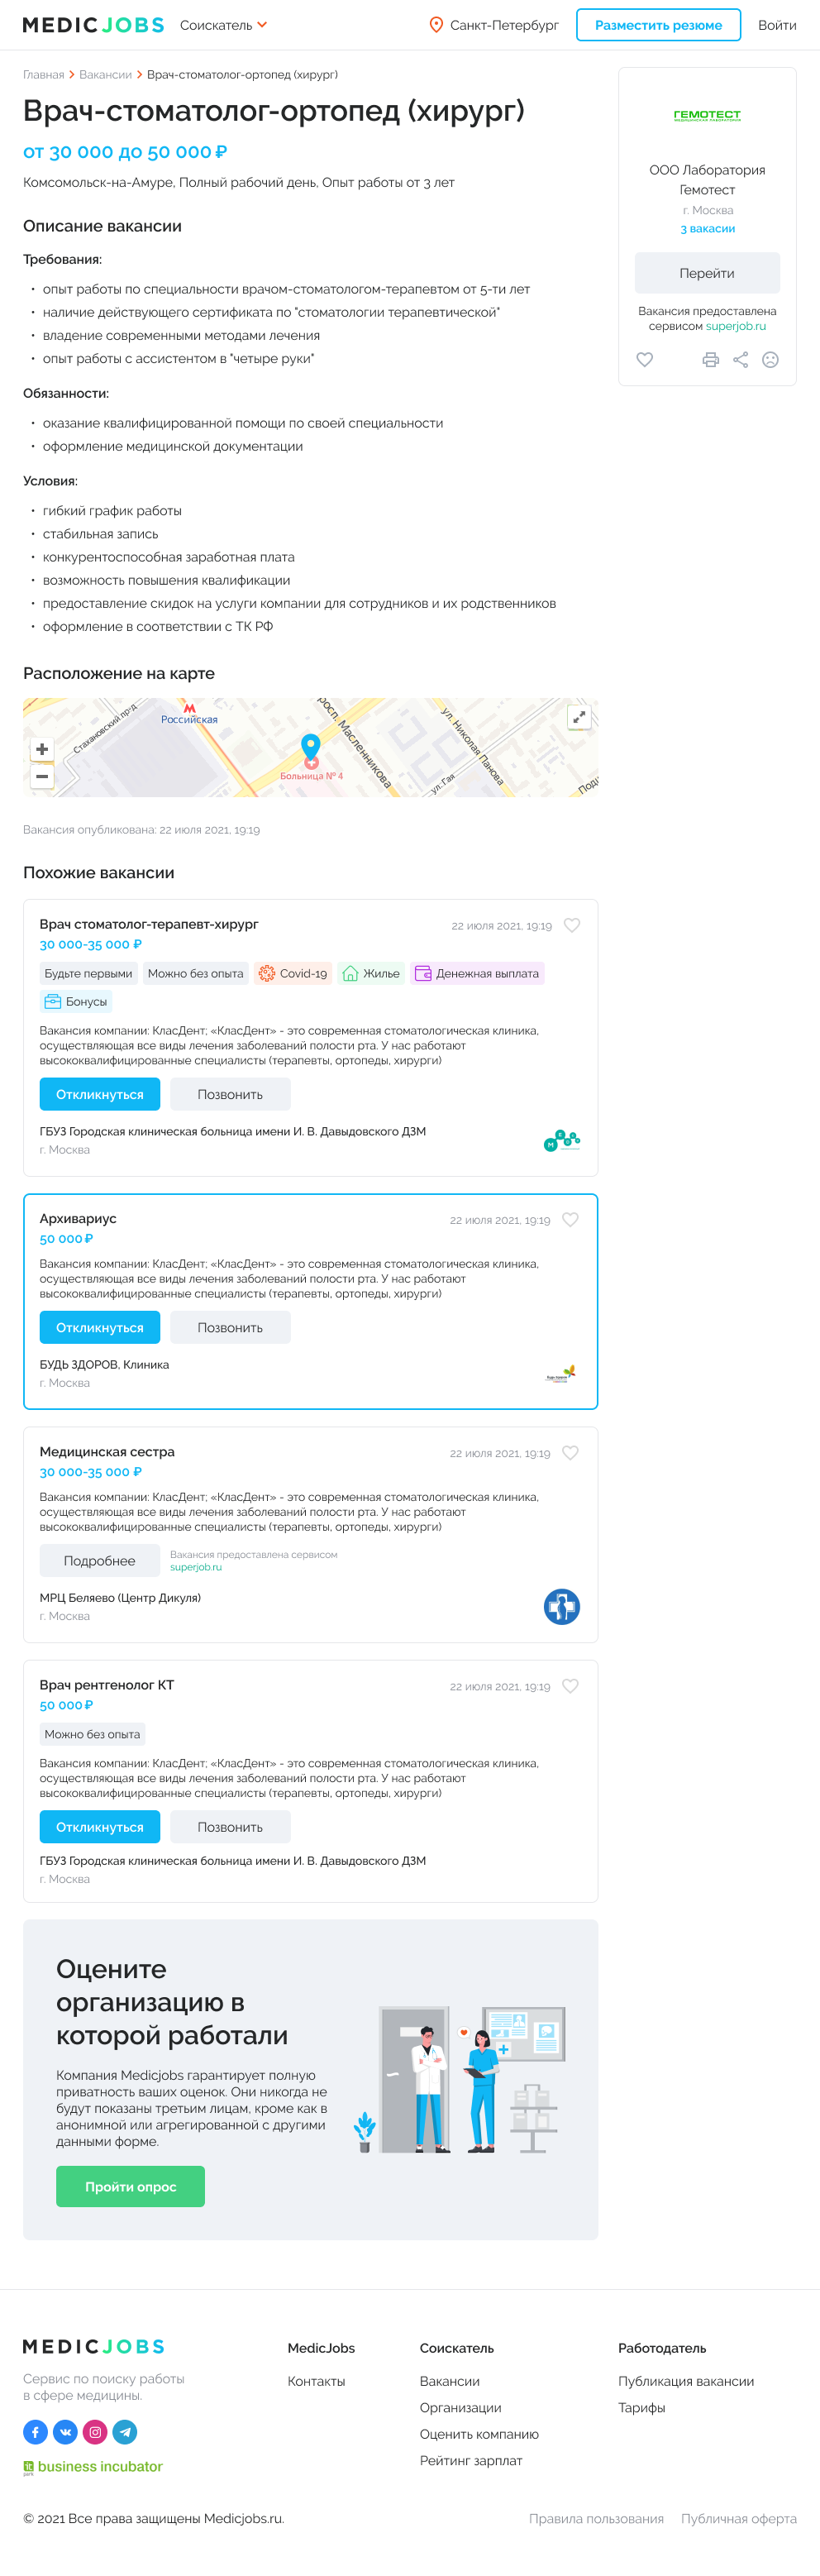 MEDICJOBS
Соискатель
Санкт-Петербург
Разместить резюме
Войти
Главная
Вакансии
Врач-стоматолог-ортопед (хирург)
Врач-стоматолог-ортопед (хирург)
от 30 000 до 50 000 ₽
Комсомольск-на-Амуре, Полный рабочий день, Опыт работы от 3 лет
Описание вакансии
Требования:
• опыт работы по специальности врачом-стоматологом-терапевтом от 5-ти лет
• наличие действующего сертификата по "стоматологии терапевтической"
• владение современными методами лечения
• опыт работы с ассистентом в "четыре руки"
Обязанности:
• оказание квалифицированной помощи по своей специальности
• оформление медицинской документации
Условия:
• гибкий график работы
• стабильная запись
• конкурентоспособная заработная плата
• возможность повышения квалификации
• предоставление скидок на услуги компании для сотрудников и их родственников
• оформление в соответствии с ТК РФ
ГЕМОТЕСТ
МЕДИЦИНСКАЯ ЛАБОРАТОРИЯ
ООО Лаборатория
Гемотест
г. Москва
3 вакасии
Перейти
Вакансия предоставлена
сервисом superjob.ru
Расположение на карте
Российская
Стахановский пр-д
росп. Масленникова
ул. Николая Панова
Больница № 4
ул. Гая
Вакансия опубликована: 22 июля 2021, 19:19
Похожие вакансии
Врач стоматолог-терапевт-хирург
22 июля 2021, 19:19
30 000-35 000 ₽
Будьте первыми
Можно без опыта
Covid-19
Жилье
Денежная выплата
Бонусы
Вакансия компании: КласДент; «КласДент» - это современная стоматологическая клиника,
осуществляющая все виды лечения заболеваний полости рта. У нас работают
высококвалифицированные специалисты (терапевты, ортопеды, хирурги)
Откликнуться
Позвонить
ГБУЗ Городская клиническая больница имени И. В. Давыдовского ДЗМ
г. Москва
Архивариус
22 июля 2021, 19:19
50 000 ₽
Вакансия компании: КласДент; «КласДент» - это современная стоматологическая клиника,
осуществляющая все виды лечения заболеваний полости рта. У нас работают
высококвалифицированные специалисты (терапевты, ортопеды, хирурги)
Откликнуться
Позвонить
БУДЬ ЗДОРОВ, Клиника
г. Москва
Медицинская сестра
22 июля 2021, 19:19
30 000-35 000 ₽
Вакансия компании: КласДент; «КласДент» - это современная стоматологическая клиника,
осуществляющая все виды лечения заболеваний полости рта. У нас работают
высококвалифицированные специалисты (терапевты, ортопеды, хирурги)
Подробнее
Вакансия предоставлена сервисом
superjob.ru
МРЦ Беляево (Центр Дикуля)
г. Москва
Врач рентгенолог КТ
22 июля 2021, 19:19
50 000 ₽
Можно без опыта
Вакансия компании: КласДент; «КласДент» - это современная стоматологическая клиника,
осуществляющая все виды лечения заболеваний полости рта. У нас работают
высококвалифицированные специалисты (терапевты, ортопеды, хирурги)
Откликнуться
Позвонить
ГБУЗ Городская клиническая больница имени И. В. Давыдовского ДЗМ
г. Москва
Оцените
организацию в
которой работали
Компания Medicjobs гарантирует полную
приватность ваших оценок. Они никогда не
будут показаны третьим лицам, кроме как в
анонимной или агрегированной с другими
данными форме.
Пройти опрос
MEDICJOBS
Сервис по поиску работы
в сфере медицины.
business incubator
MedicJobs
Контакты
Соискатель
Вакансии
Организации
Оценить компанию
Рейтинг зарплат
Работодатель
Публикация вакансии
Тарифы
© 2021 Все права защищены Medicjobs.ru.
Правила пользования
Публичная оферта